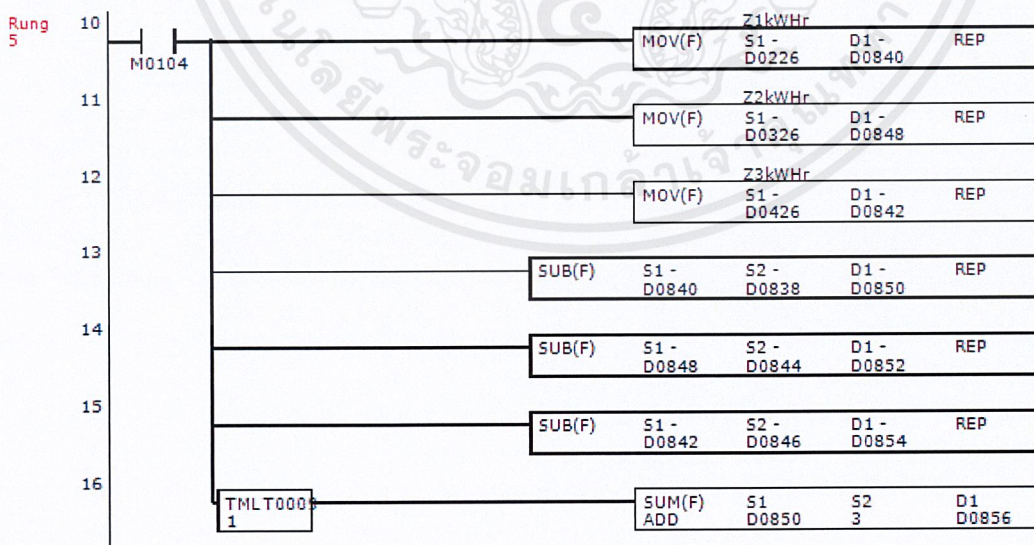 Rung 10
5
M0104
Z1kWHr
MOV(F) S1 - D1 - REP
D0226 D0840
11
Z2kWHr
MOV(F) S1 - D1 - REP
D0326 D0848
12
Z3kWHr
MOV(F) S1 - D1 - REP
D0426 D0842
13
SUB(F) S1 - S2 - D1 - REP
D0840 D0838 D0850
14
SUB(F) S1 - S2 - D1 - REP
D0848 D0844 D0852
15
SUB(F) S1 - S2 - D1 - REP
D0842 D0846 D0854
16
TML T0009
1
SUM(F) S1 S2 D1
ADD D0850 3 D0856